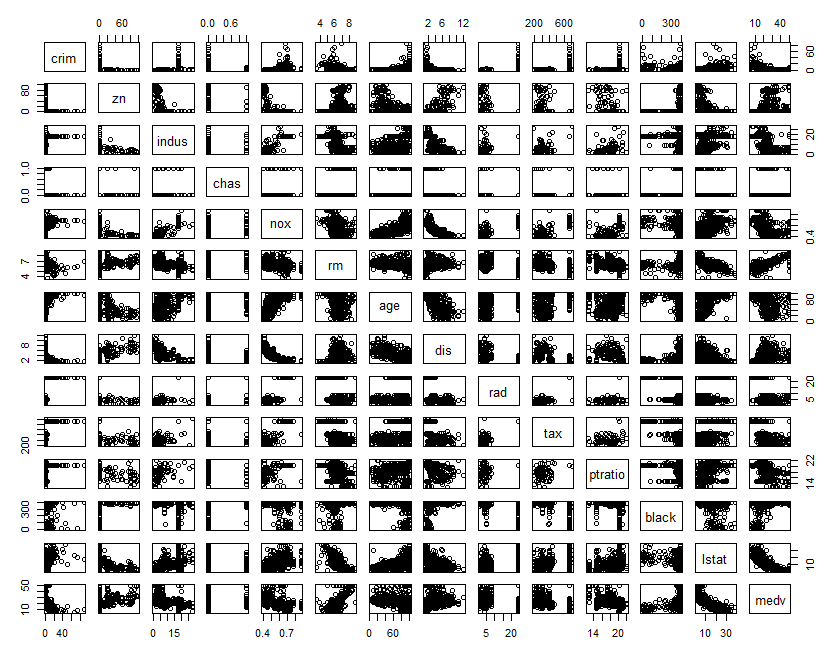 0 60 0.0 0.6 4 6 8 2 6 12 200 600 0 300 10 40
crim 0 60
0 80 zn
indus 0 20
0.0 1.0 chas
nox 0.4
4 7 rm
age 0 80
2 8 dis
rad 5 20
200 tax
ptratio 14 22
0 300 black
lstat 10
10 50 medv
0 40 0 15 0.4 0.7 0 60 5 20 14 20 10 30